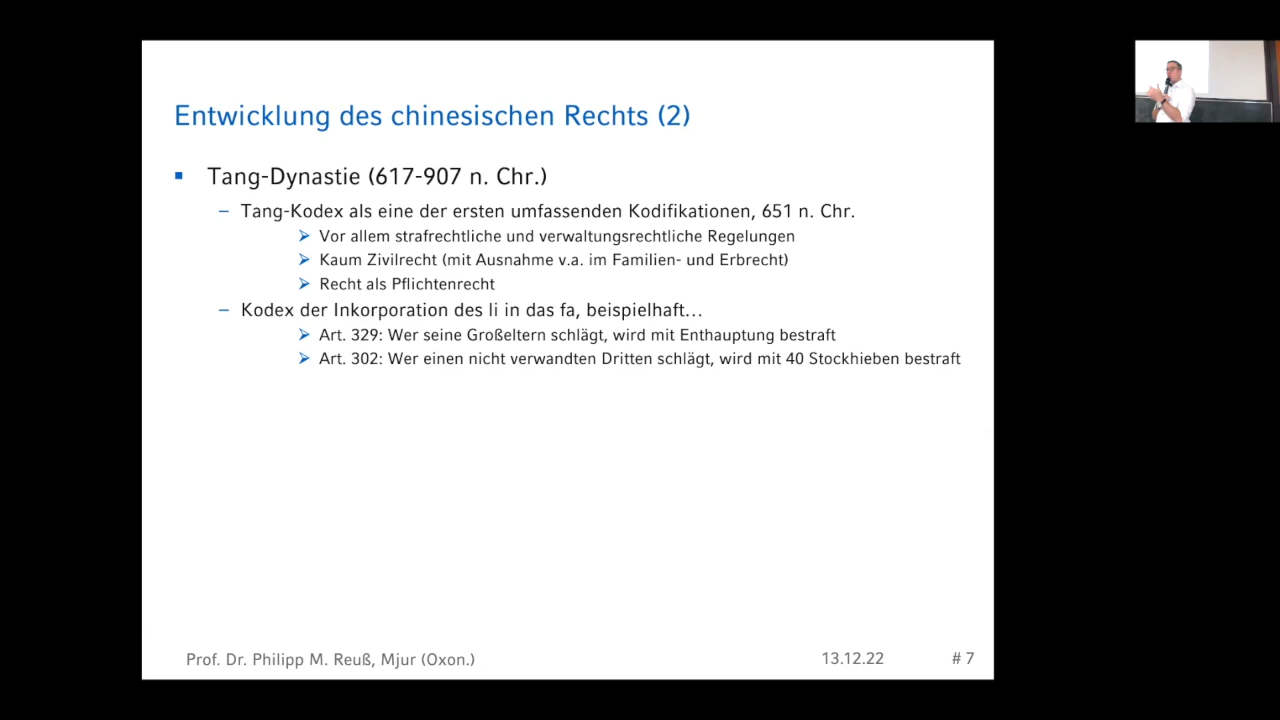 Entwicklung des chinesischen Rechts (2)
Tang-Dynastie (617-907 n. Chr.)
– Tang-Kodex als eine der ersten umfassenden Kodifikationen, 651 n. Chr.
Vor allem strafrechtliche und verwaltungsrechtliche Regelungen
Kaum Zivilrecht (mit Ausnahme v.a. im Familien- und Erbrecht)
Recht als Pflichtenrecht
– Kodex der Inkorporation des li in das fa, beispielhaft…
Art. 329: Wer seine Großeltern schlägt, wird mit Enthauptung bestraft
Art. 302: Wer einen nicht verwandten Dritten schlägt, wird mit 40 Stockhieben bestraft
Prof. Dr. Philipp M. Reuß, Mjur (Oxon.) 13.12.22 # 7